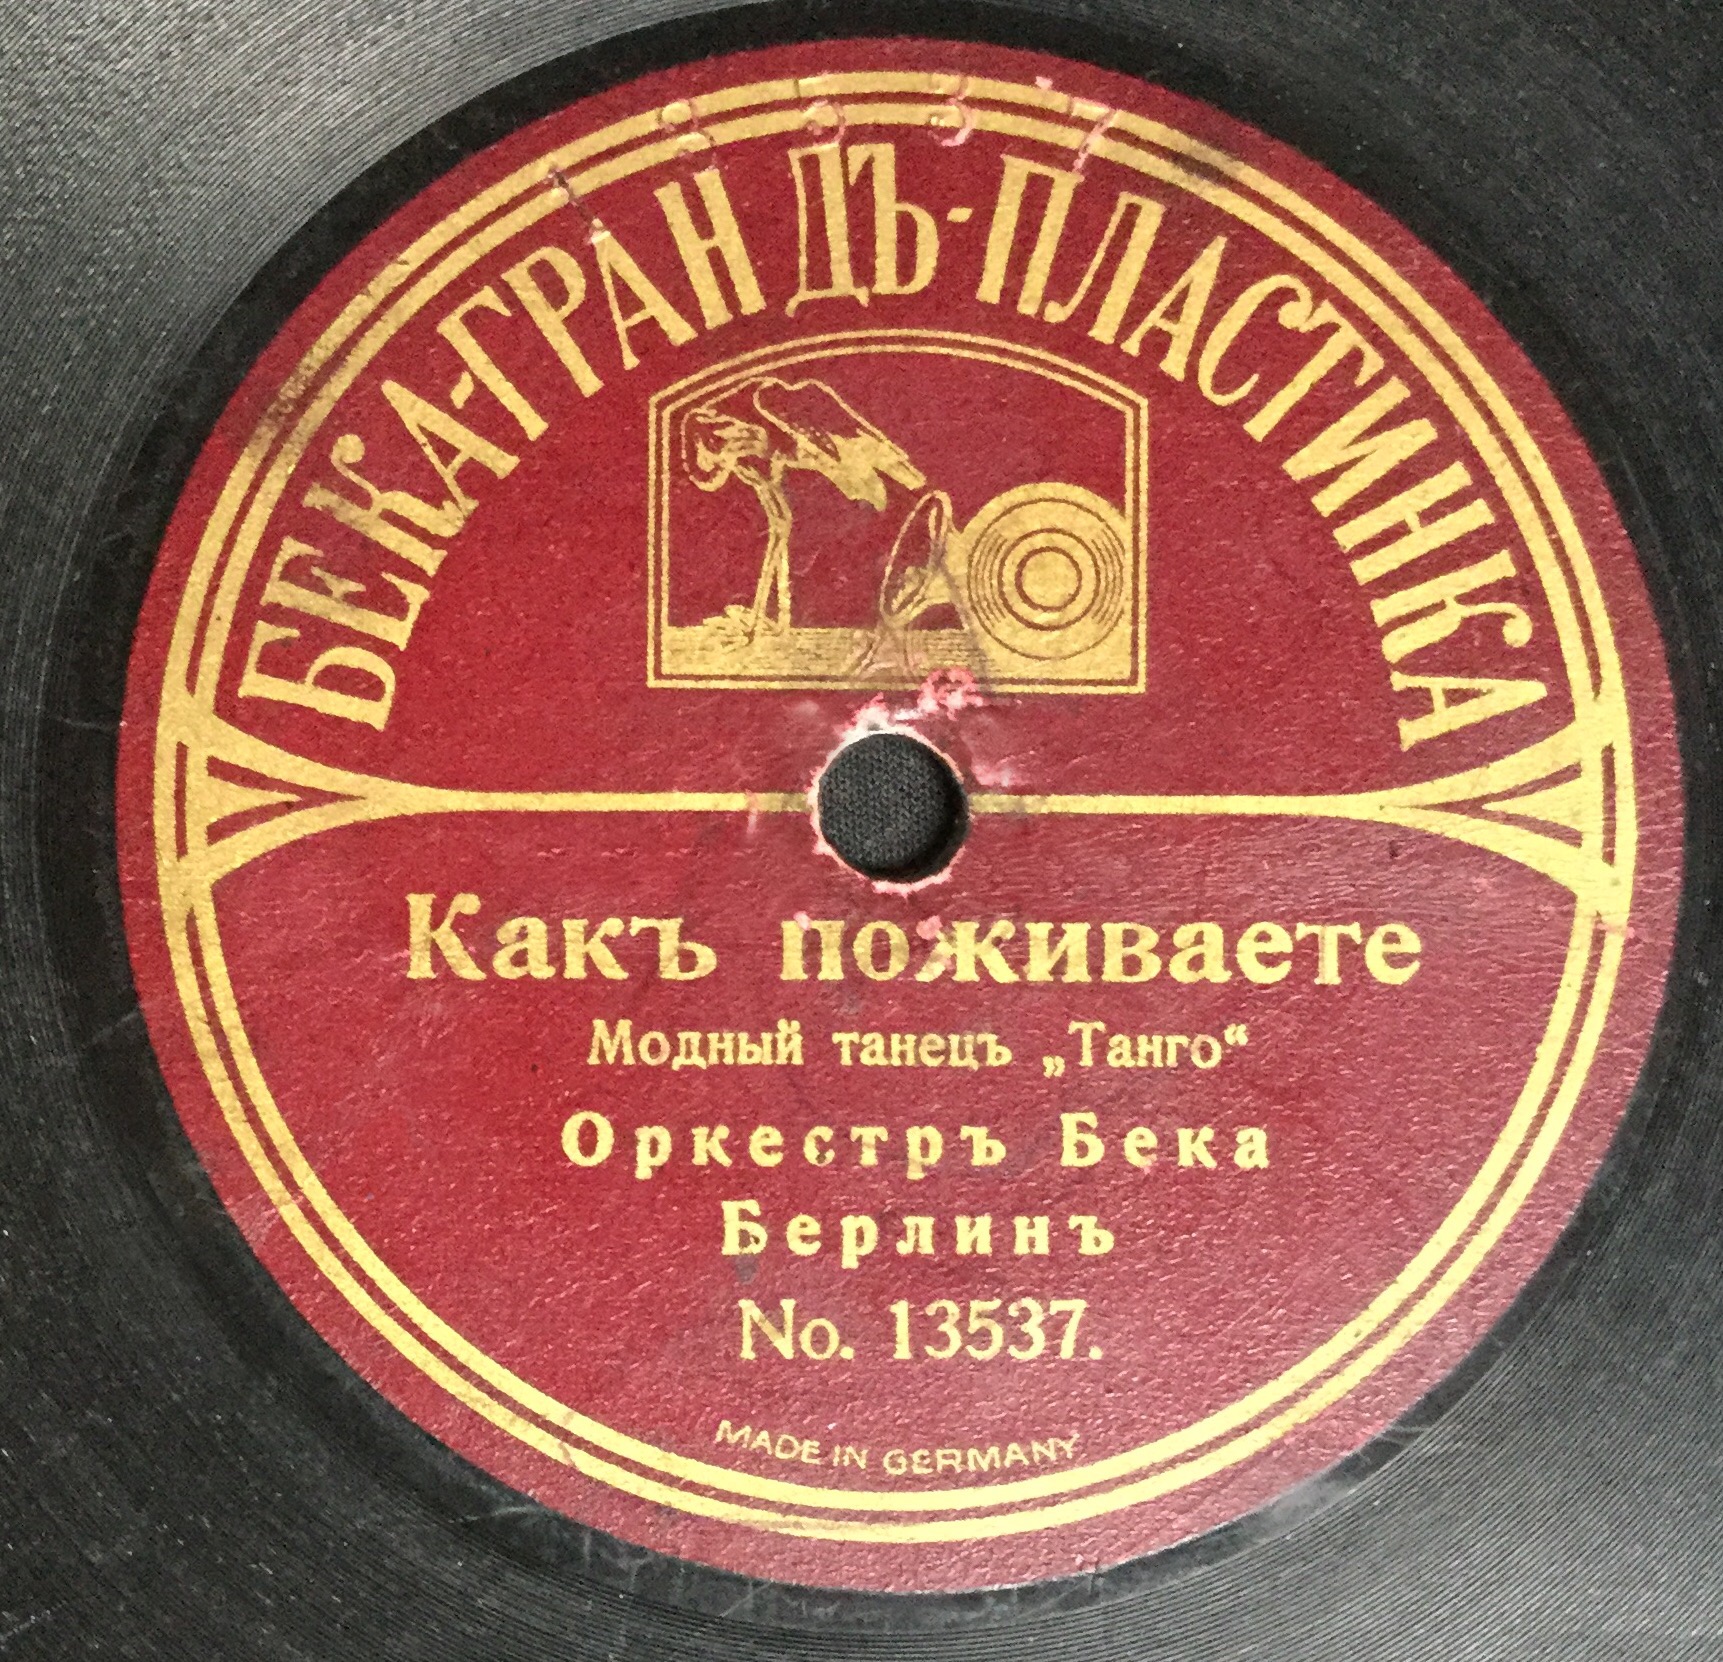 БЕКА-ГРАНДЪ-ПЛАСТИНКА
Какъ поживаете
Модный танецъ „Танго“
Оркестръ Бека
Берлинъ
No. 13537.
MADE IN GERMANY